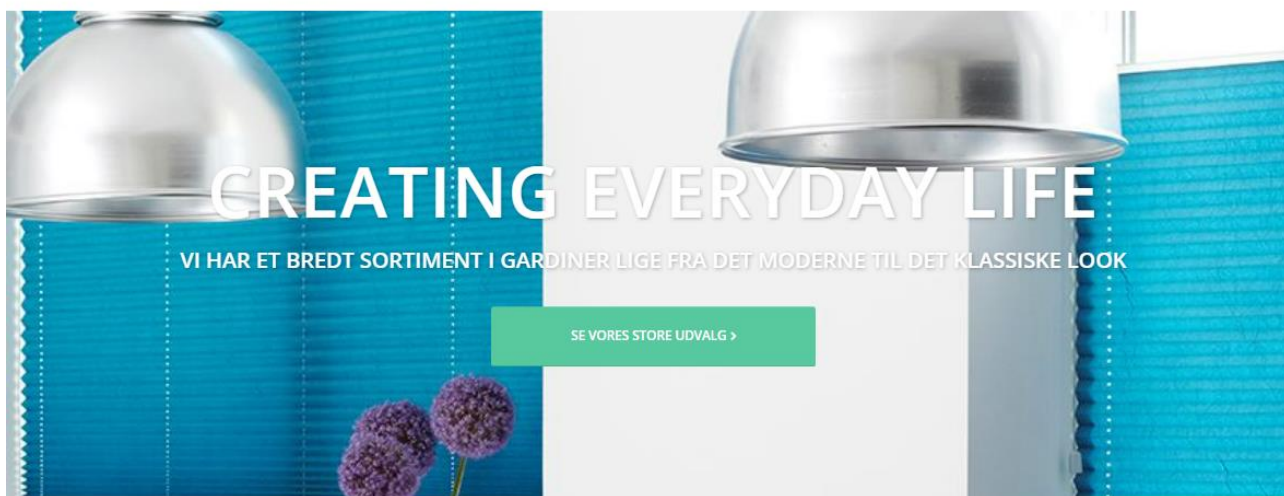 CREATING EVERYDAY LIFE
VI HAR ET BREDT SORTIMENT I GARDINER LIGE FRA DET MODERNE TIL DET KLASSISKE LOOK
SE VORES STORE UDVALG >